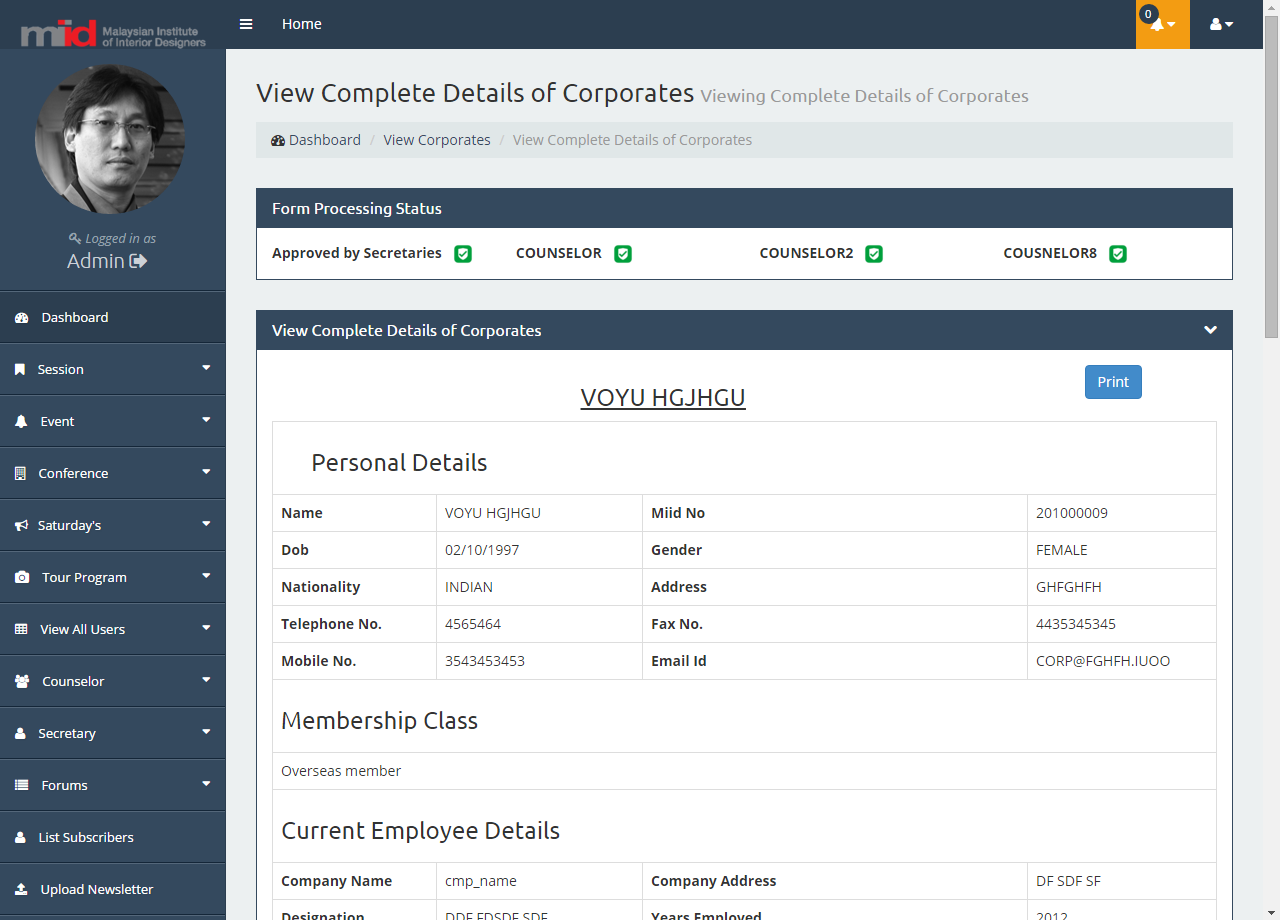 miid Malaysian Institute
of Interior Designers
Home
0
View Complete Details of Corporates Viewing Complete Details of Corporates
Dashboard / View Corporates / View Complete Details of Corporates
Logged in as
Admin
Dashboard
Session
Event
Conference
Saturday's
Tour Program
View All Users
Counselor
Secretary
Forums
List Subscribers
Upload Newsletter
Form Processing Status
Approved by Secretaries COUNSELOR COUNSELOR2 COUSNELOR8
View Complete Details of Corporates
Print
VOYU HGJHGU
Personal Details
Name VOYU HGJHGU Miid No 201000009
Dob 02/10/1997 Gender FEMALE
Nationality INDIAN Address GHFGHFH
Telephone No. 4565464 Fax No. 4435345345
Mobile No. 3543453453 Email Id CORP@FGHFH.IUOO
Membership Class
Overseas member
Current Employee Details
Company Name cmp_name Company Address DF SDF SF
Designation DDF FDSDF SDF Years Employed 2012